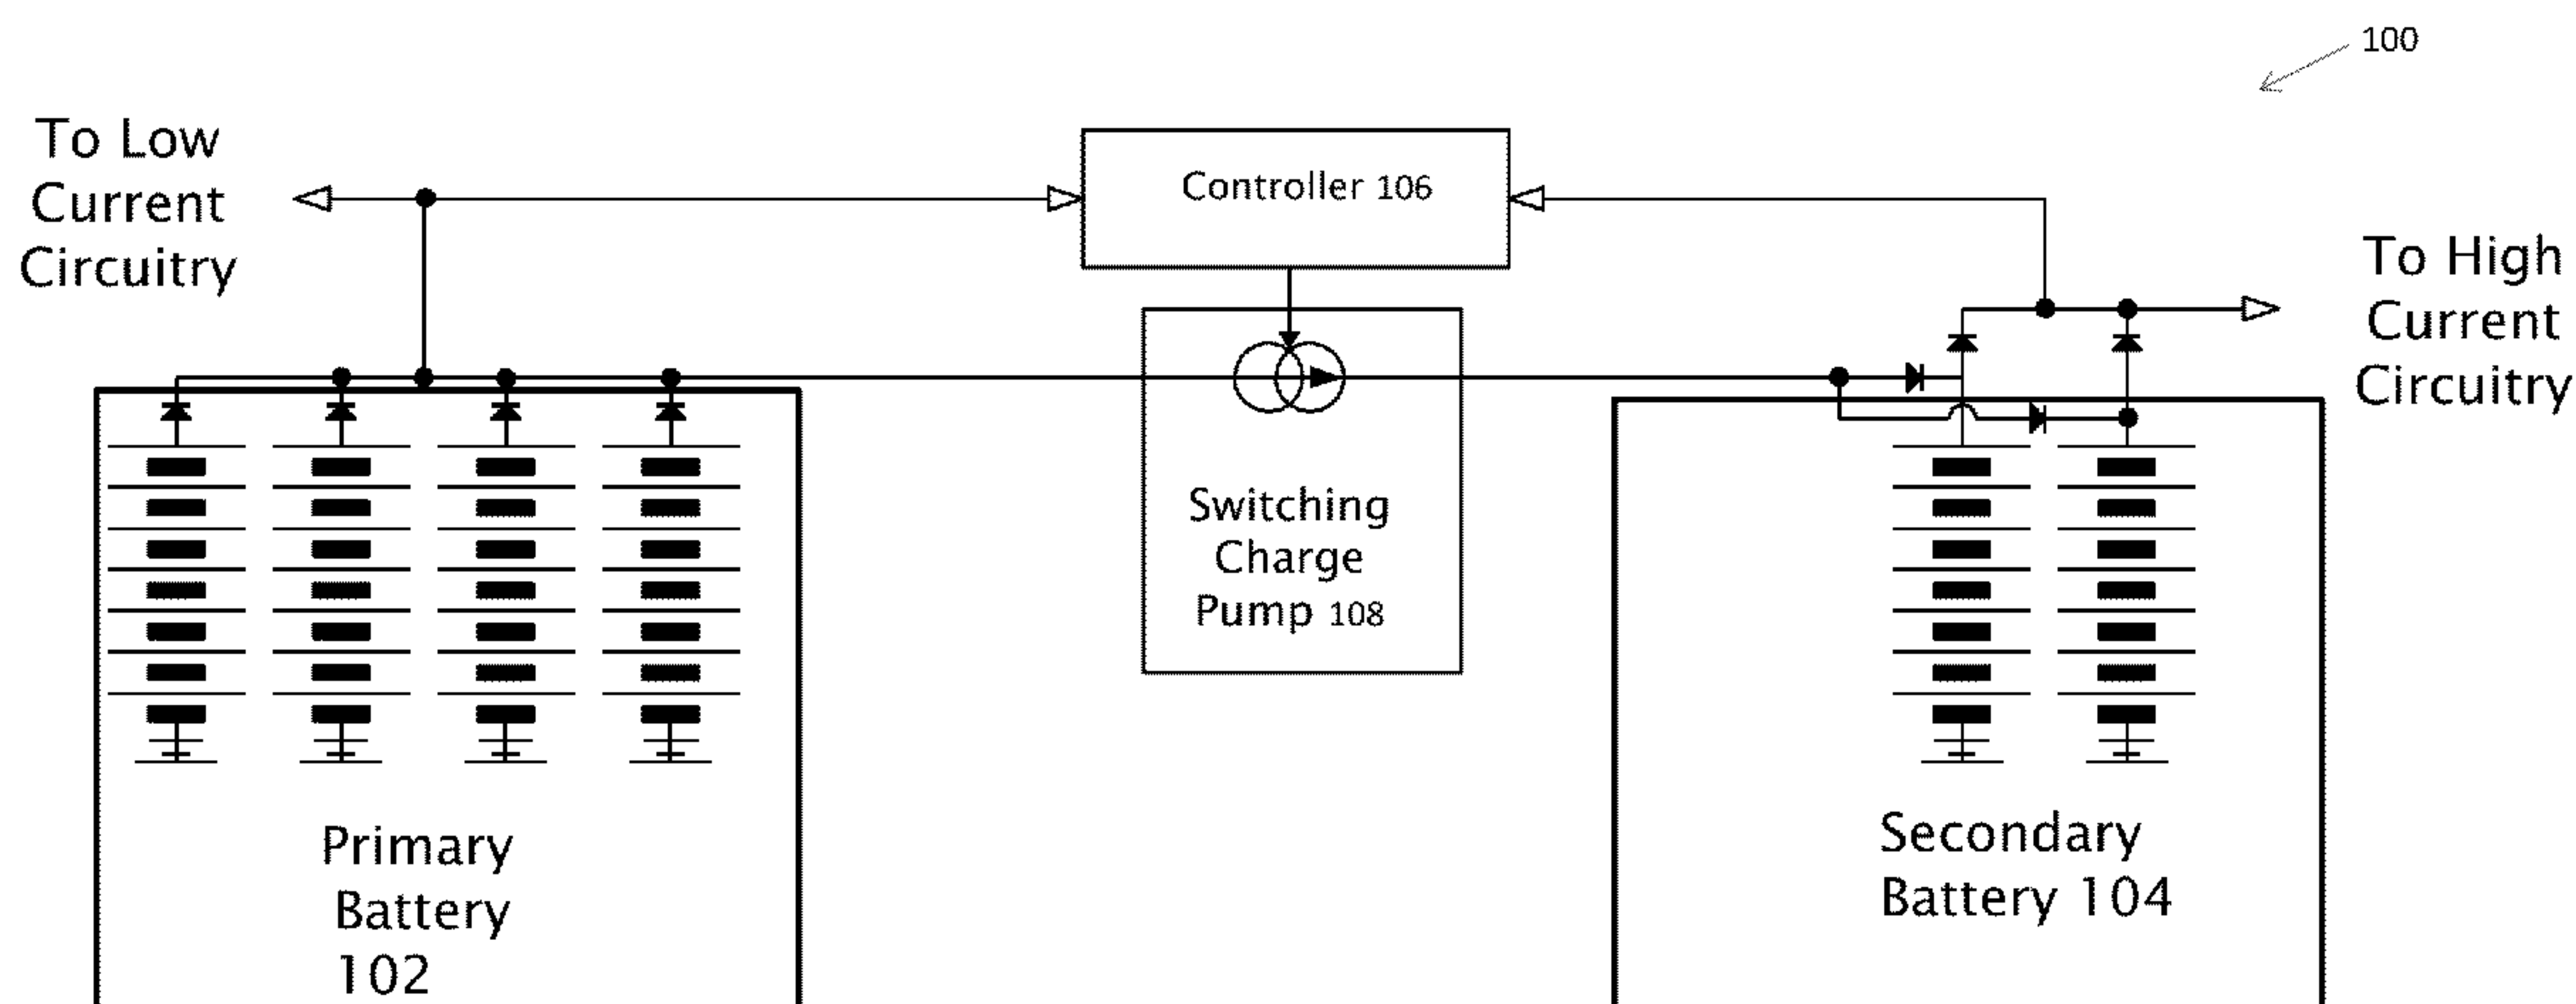 100
To Low
Current
Circuitry
Controller 106
To High
Current
Circuitry
Switching
Charge
Pump 108
Primary
Battery
102
Secondary
Battery 104